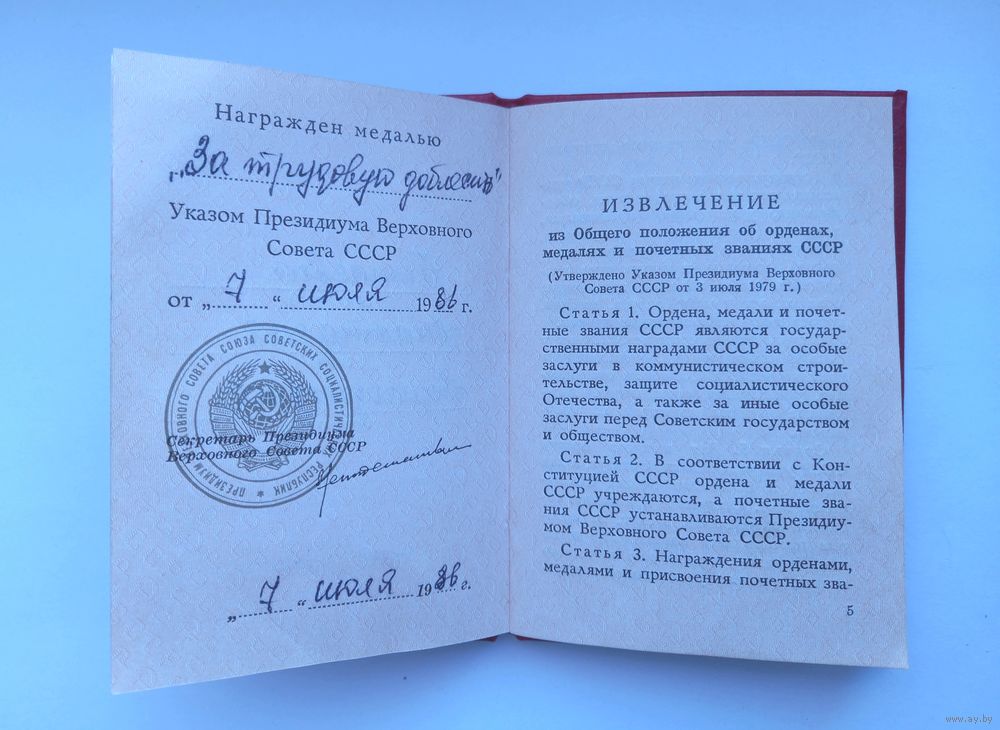 Награжден медалью
„За трудовую доблесть"
Указом Президиума Верховного
Совета СССР
от „ 7 “ июля 1986 г.
ПРЕЗИДИУМ ВЕРХОВНОГО СОВЕТА СОЮЗА СОВЕТСКИХ СОЦИАЛИСТИЧЕСКИХ РЕСПУБЛИК
Секретарь Президиума
Верховного Совета СССР
„ 7 “ июля 1986 г.
ИЗВЛЕЧЕНИЕ
из Общего положения об орденах,
медалях и почетных званиях СССР
(Утверждено Указом Президиума Верховного
Совета СССР от 3 июля 1979 г.)
Статья 1. Ордена, медали и почет-
ные звания СССР являются государ-
ственными наградами СССР за особые
заслуги в коммунистическом строи-
тельстве, защите социалистического
Отечества, а также за иные особые
заслуги перед Советским государством
и обществом.
Статья 2. В соответствии с Кон-
ституцией СССР ордена и медали
СССР учреждаются, а почетные зва-
ния СССР устанавливаются Президиу-
мом Верховного Совета СССР.
Статья 3. Награждения орденами,
медалями и присвоения почетных зва-
5
www.ay.by